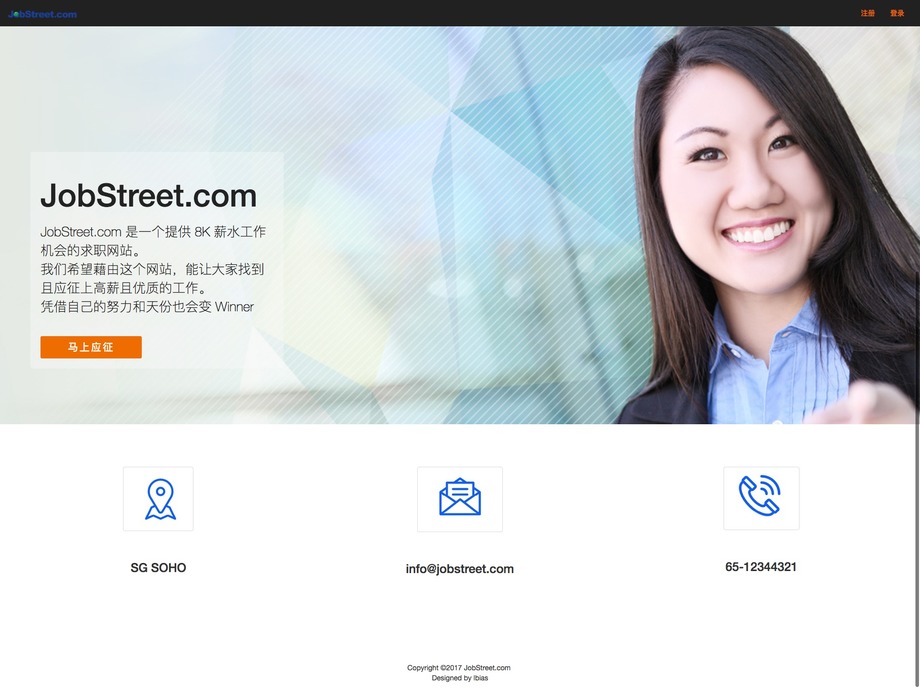 JobStreet.com
注册 登录
JobStreet.com
JobStreet.com 是一个提供 8K 薪水工作
机会的求职网站。
我们希望藉由这个网站，能让大家找到
且应征上高薪且优质的工作。
凭借自己的努力和天份也会变 Winner
马上应征
SG SOHO
info@jobstreet.com
65-12344321
Copyright ©2017 JobStreet.com
Designed by Ibias